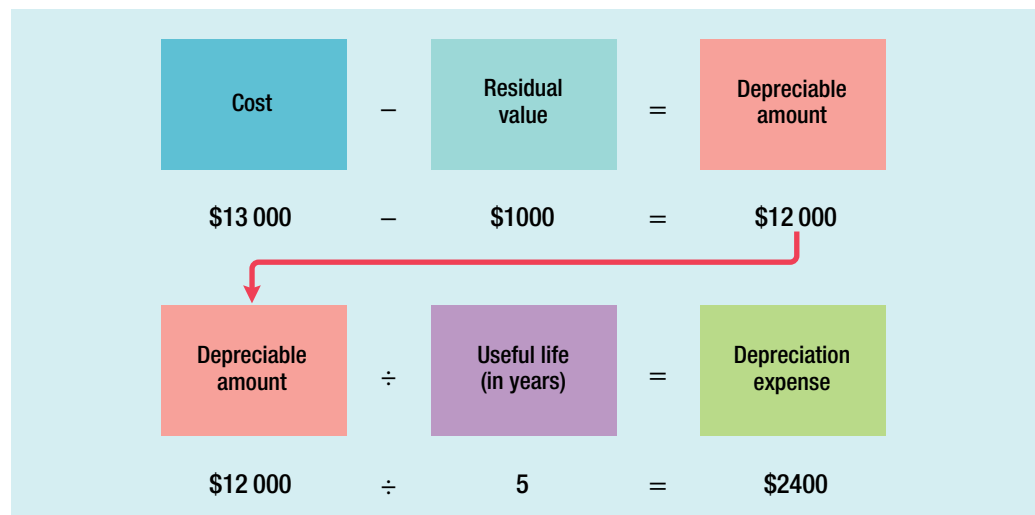 Cost
–
Residual
value
=
Depreciable
amount
$13 000 – $1000 = $12 000
Depreciable
amount
÷
Useful life
(in years)
=
Depreciation
expense
$12 000 ÷ 5 = $2400